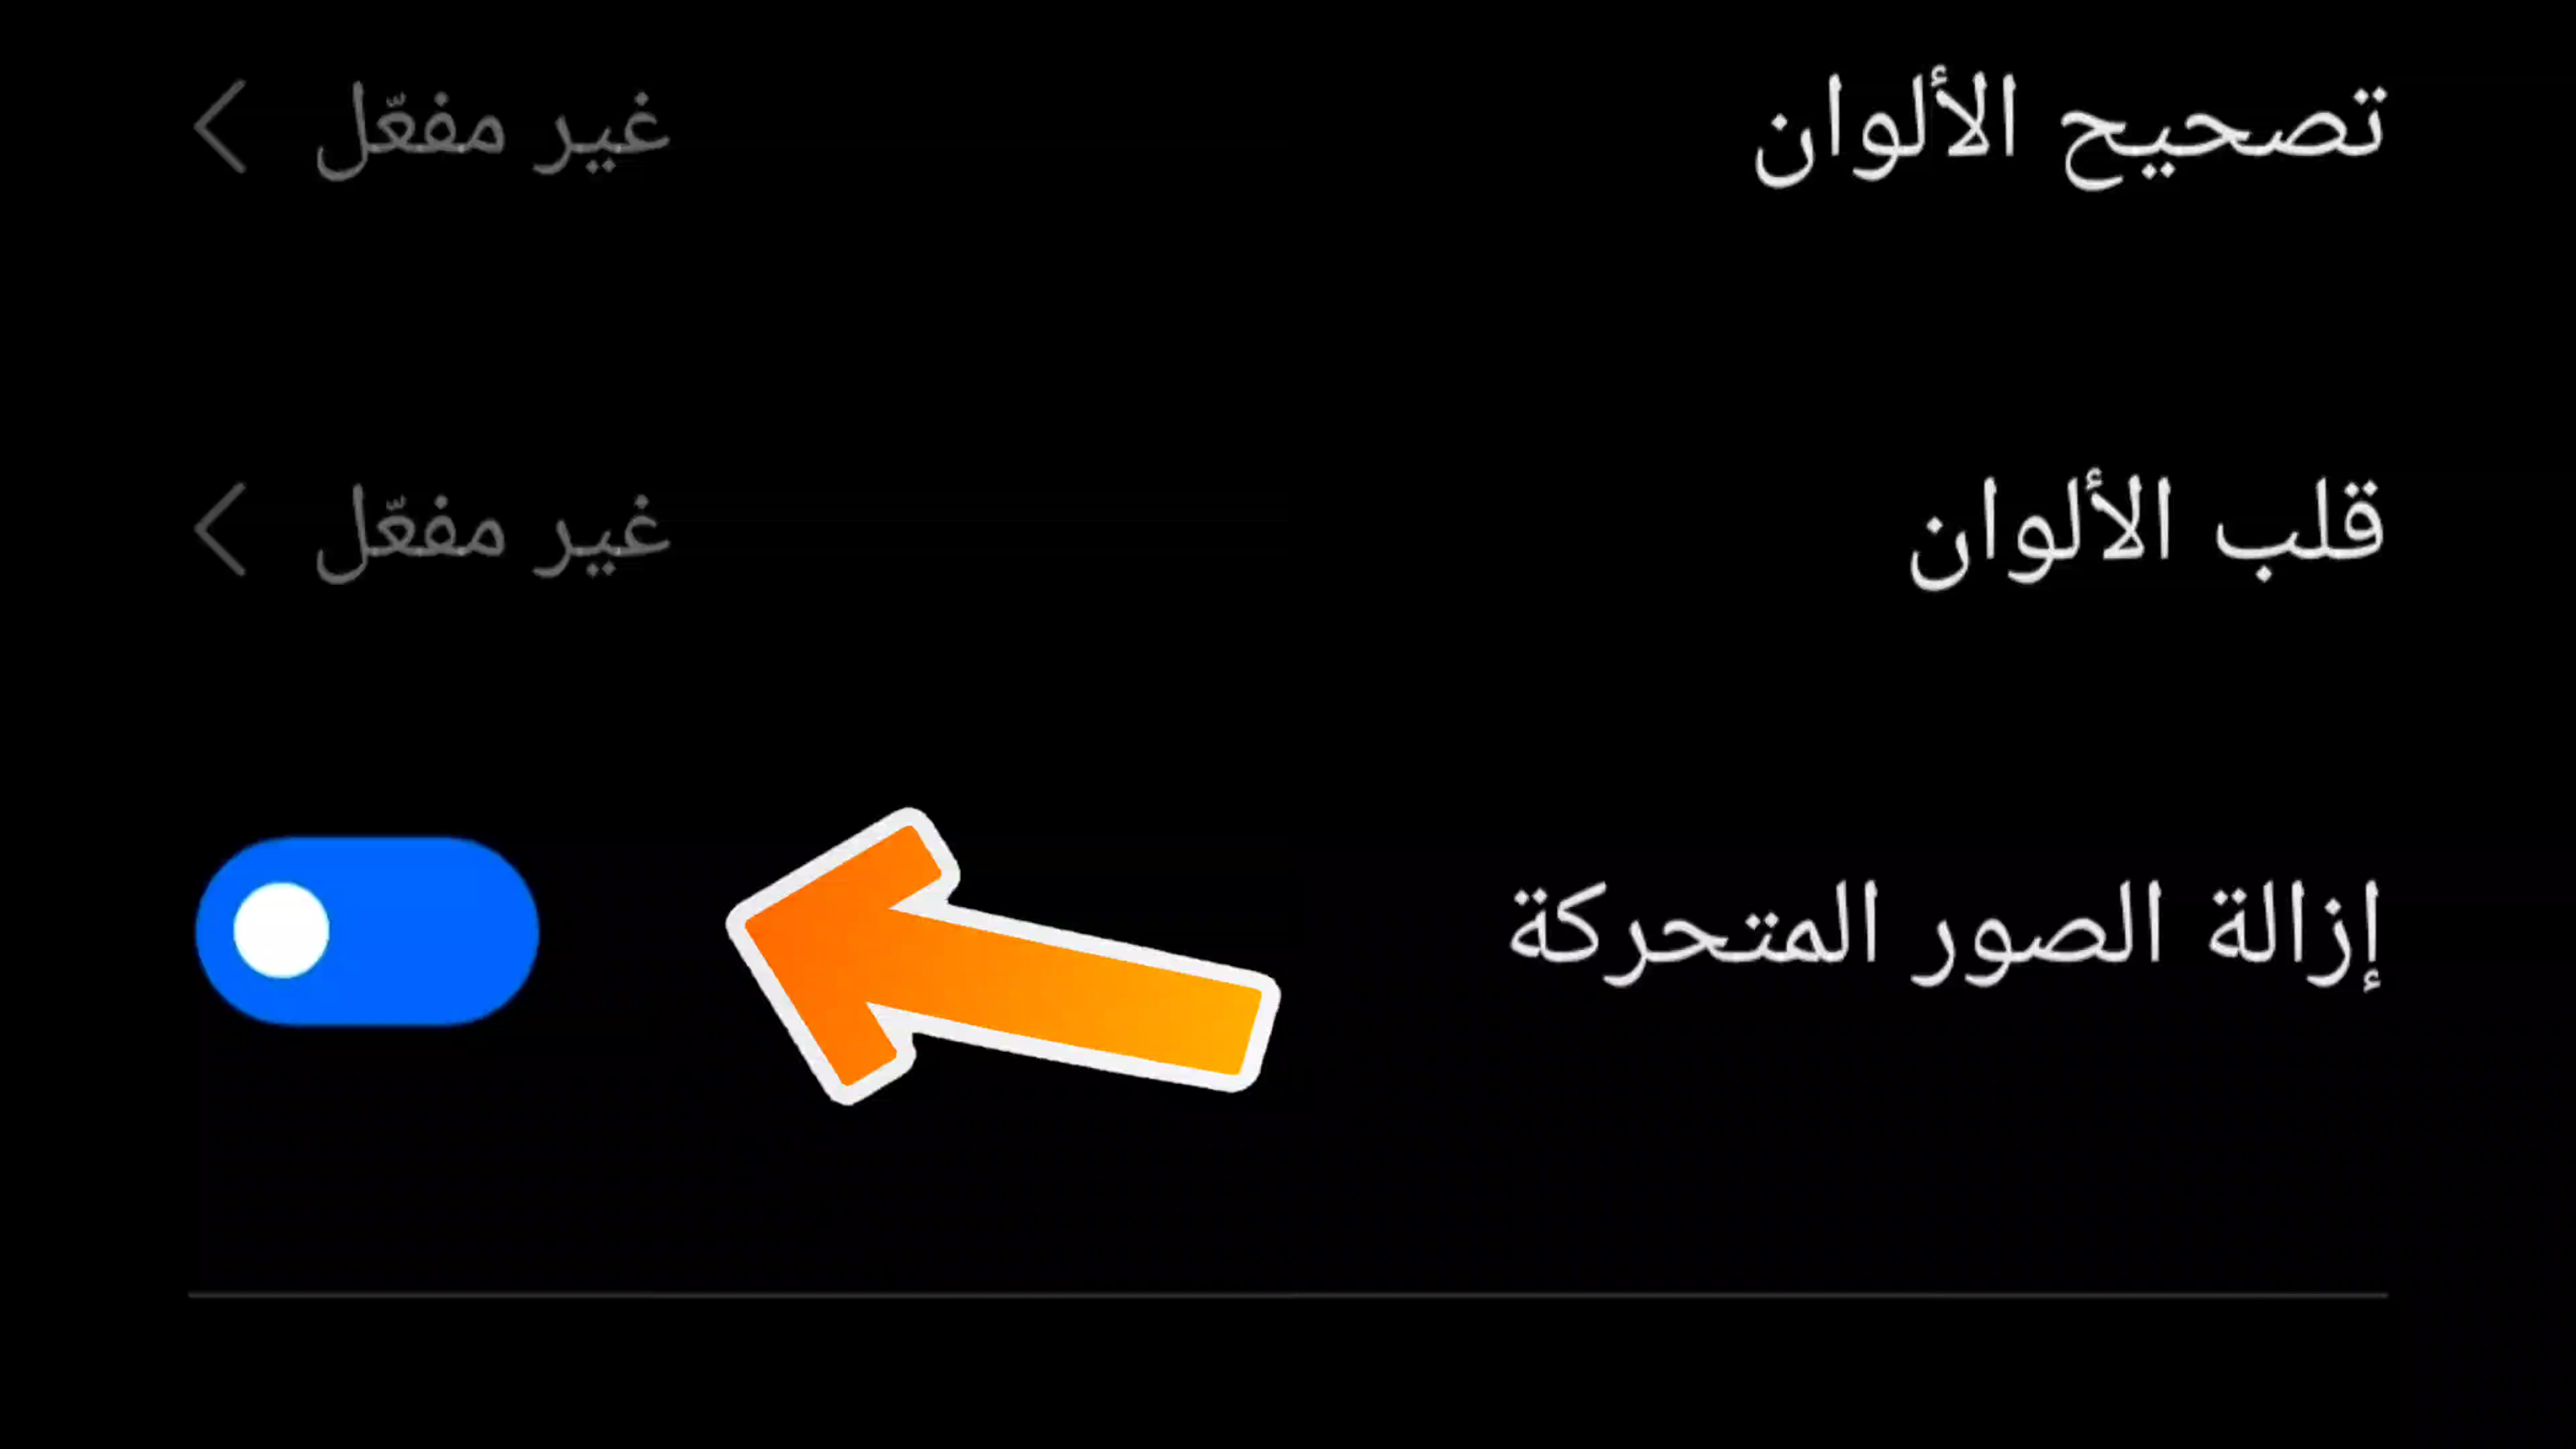 تصحيح الألوان
غير مفعّل
قلب الألوان
غير مفعّل
إزالة الصور المتحركة